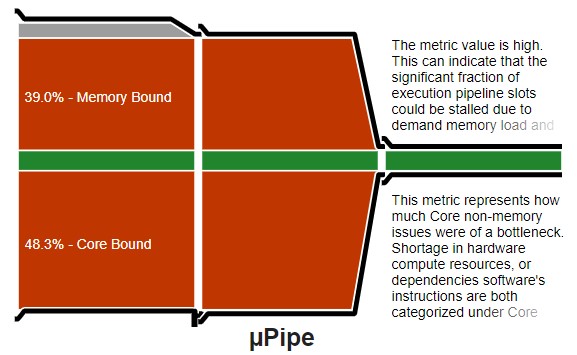 39.0% - Memory Bound
48.3% - Core Bound
The metric value is high.
This can indicate that the
significant fraction of
execution pipeline slots
could be stalled due to
demand memory load and
This metric represents how
much Core non-memory
issues were of a bottleneck.
Shortage in hardware
compute resources, or
dependencies software's
instructions are both
categorized under Core
µPipe